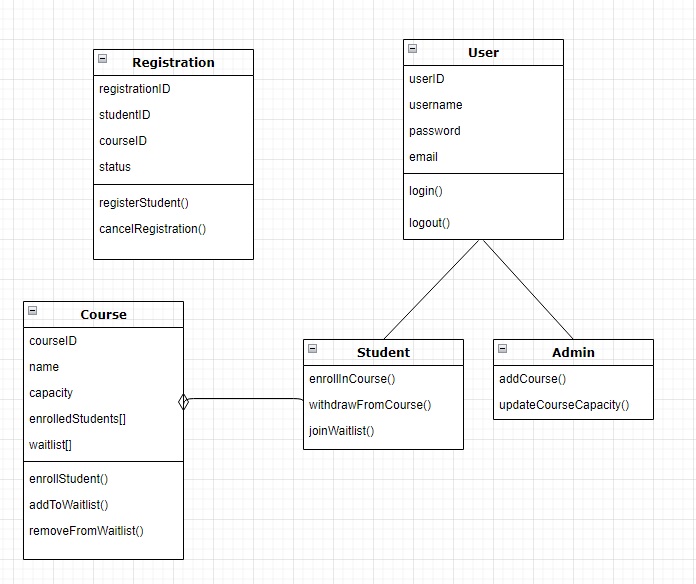 Registration
registrationID
studentID
courseID
status
registerStudent()
cancelRegistration()
User
userID
username
password
email
login()
logout()
Course
courseID
name
capacity
enrolledStudents[]
waitlist[]
enrollStudent()
addToWaitlist()
removeFromWaitlist()
Student
enrollInCourse()
withdrawFromCourse()
joinWaitlist()
Admin
addCourse()
updateCourseCapacity()